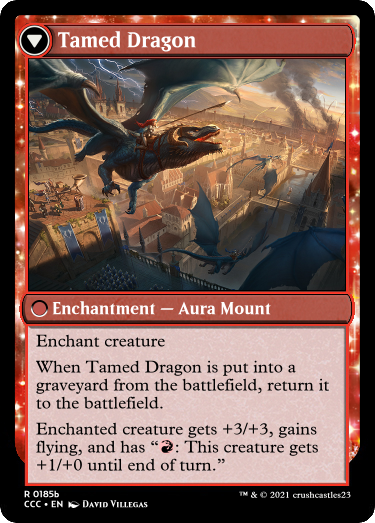 Tamed Dragon
Enchantment — Aura Mount
Enchant creature
When Tamed Dragon is put into a
graveyard from the battlefield, return it
to the battlefield.
Enchanted creature gets +3/+3, gains
flying, and has “R: This creature gets
+1/+0 until end of turn.”
R 0185b
CCC • EN DAVID VILLEGAS
™ & © 2021 crushcastles23